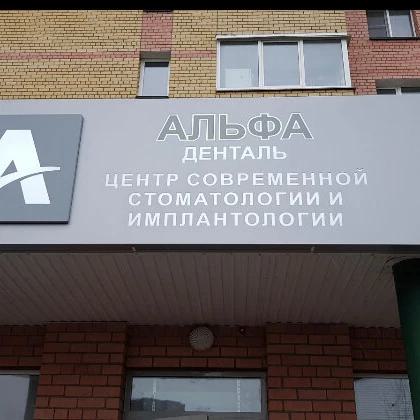 А
АЛЬФА
ДЕНТАЛЬ
ЦЕНТР СОВРЕМЕННОЙ
СТОМАТОЛОГИИ И
ИМПЛАНТОЛОГИИ